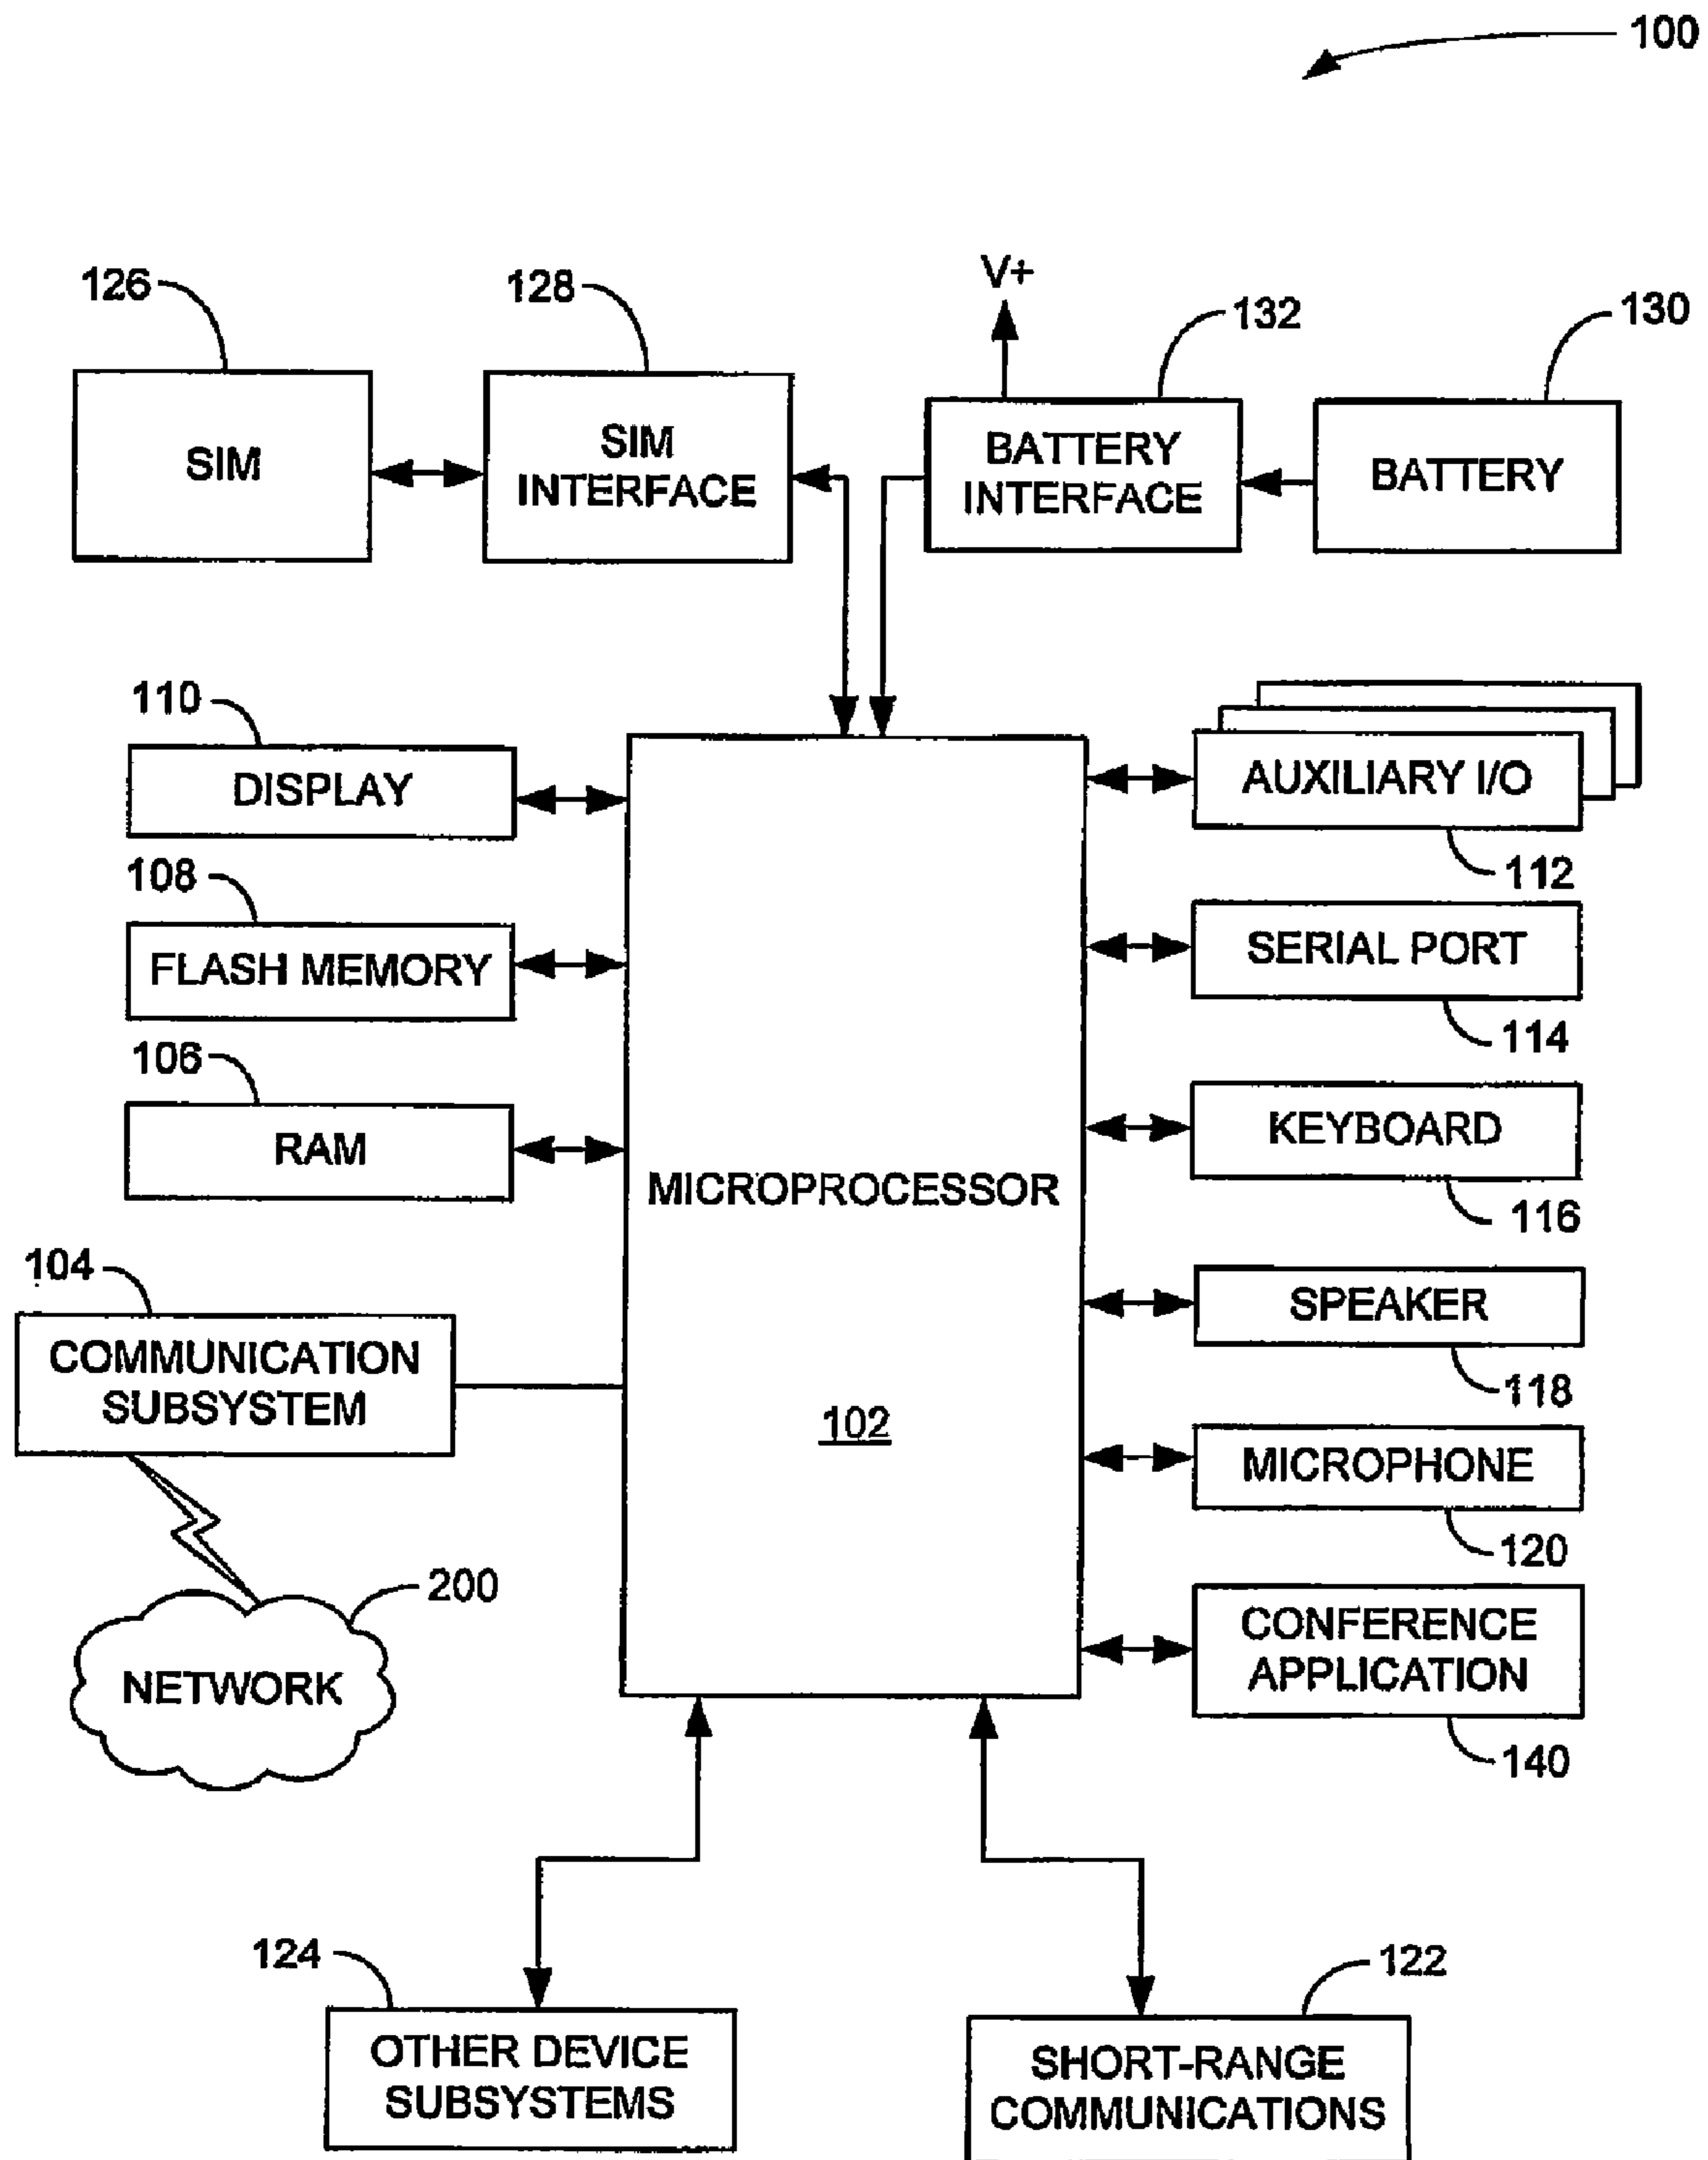 100
126
128
V+
132
130
SIM
SIM
INTERFACE
BATTERY
INTERFACE
BATTERY
110
DISPLAY
AUXILIARY I/O
112
108
FLASH MEMORY
SERIAL PORT
114
106
RAM
KEYBOARD
116
MICROPROCESSOR
102
104
COMMUNICATION
SUBSYSTEM
SPEAKER
118
MICROPHONE
120
200
NETWORK
CONFERENCE
APPLICATION
140
124
OTHER DEVICE
SUBSYSTEMS
122
SHORT-RANGE
COMMUNICATIONS